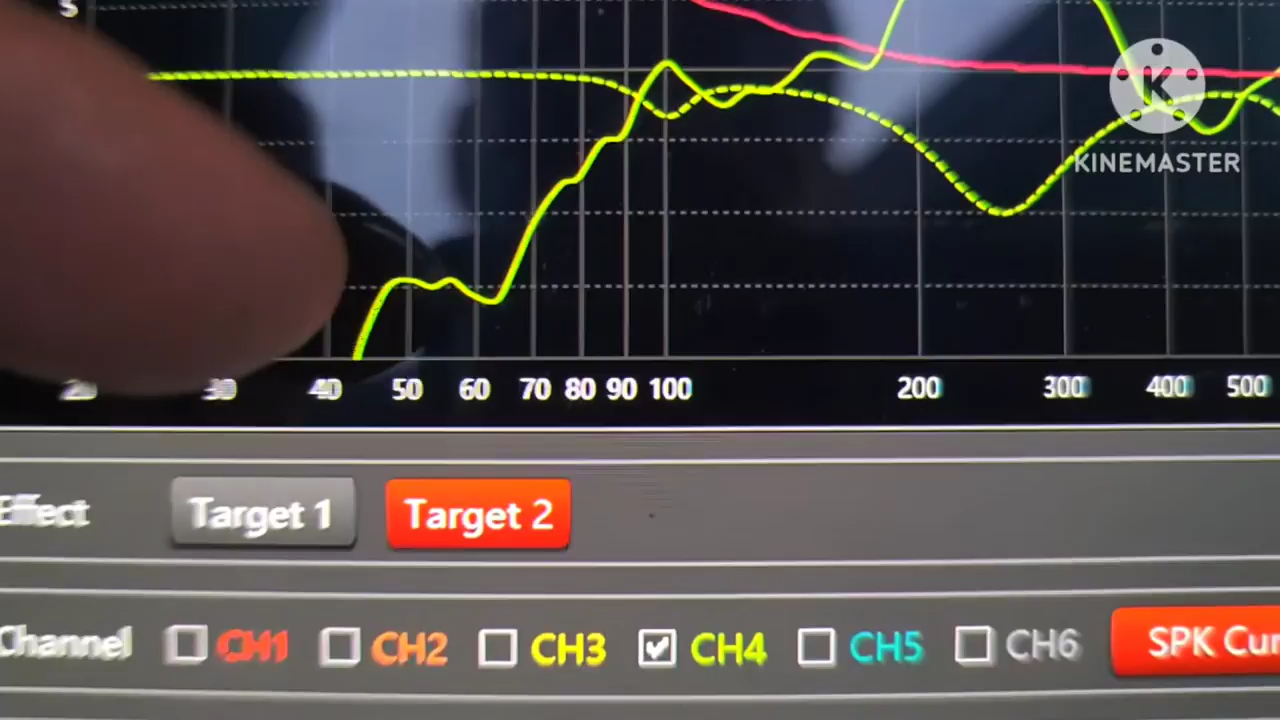 K
KINEMASTER
20 30 40 50 60 70 80 90 100 200 300 400 500
Effect Target 1 Target 2
Channel CH1 CH2 CH3 CH4 CH5 CH6 SPK